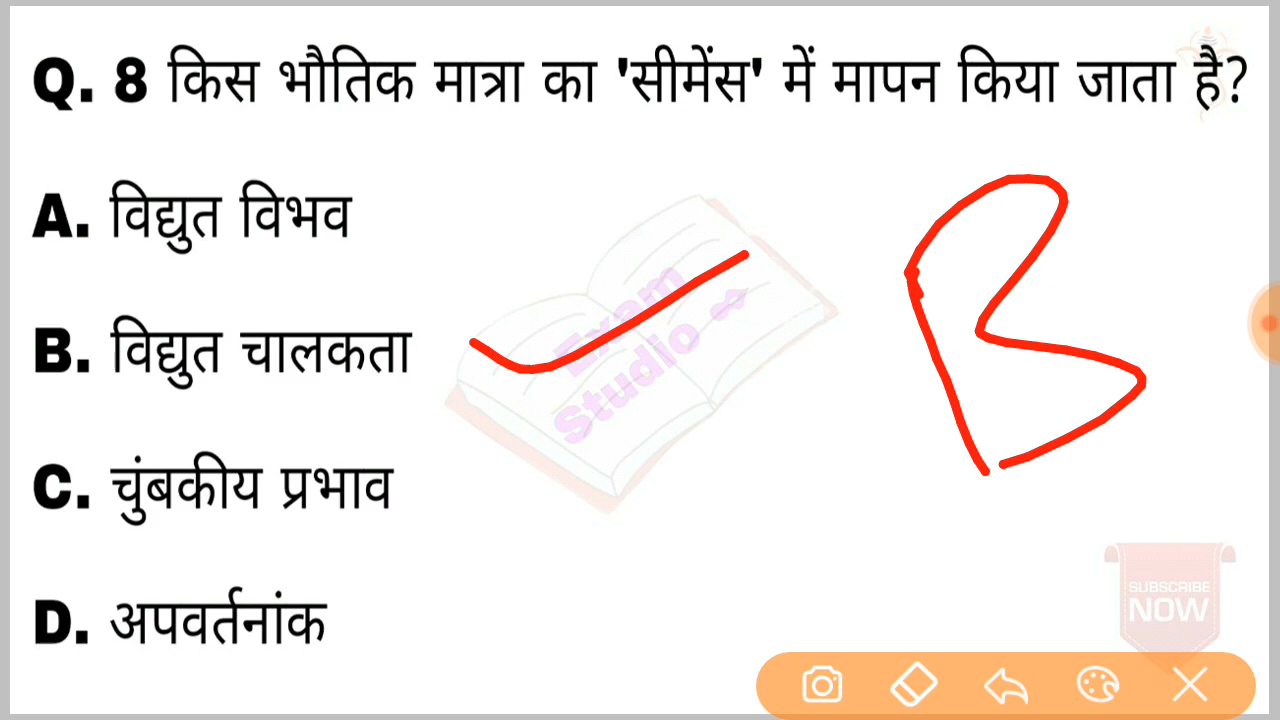 Q. 8 किस भौतिक मात्रा का 'सीमेंस' में मापन किया जाता है?
A. विद्युत विभव
B. विद्युत चालकता
C. चुंबकीय प्रभाव
D. अपवर्तनांक
Exam
Studio
B
SUBSCRIBE
NOW